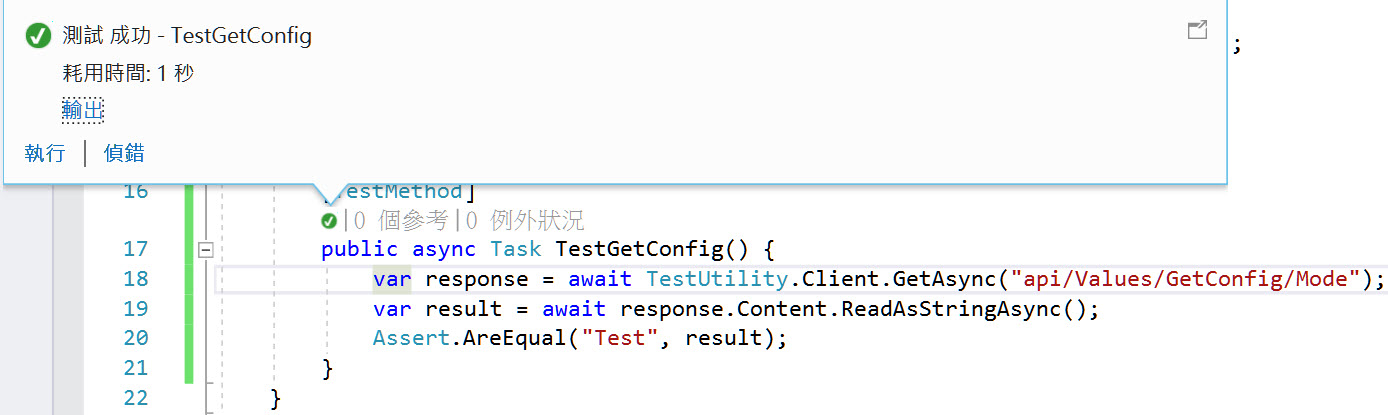 測試 成功 - TestGetConfig
;
耗用時間: 1 秒
輸出
執行 | 偵錯
16 [TestMethod]
|0 個參考|0 例外狀況
17 public async Task TestGetConfig() {
18 var response = await TestUtility.Client.GetAsync("api/Values/GetConfig/Mode");
19 var result = await response.Content.ReadAsStringAsync();
20 Assert.AreEqual("Test", result);
21 }
22 }